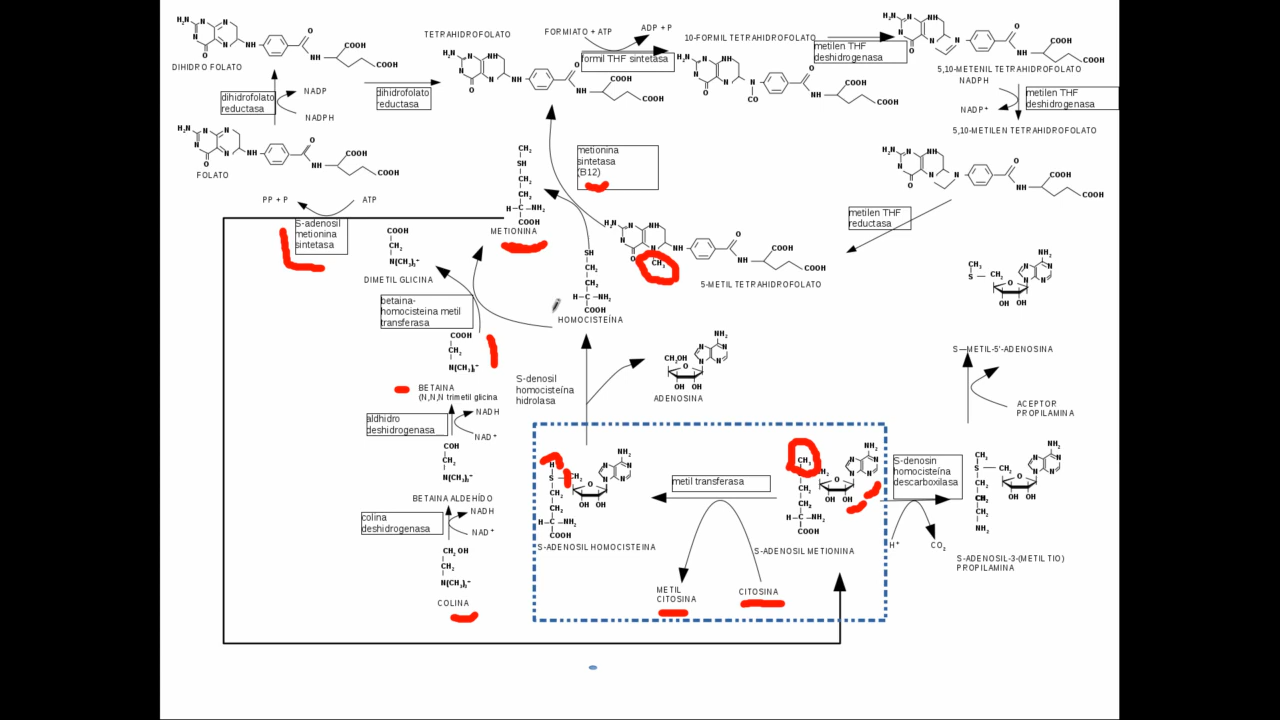 DIHIDRO FOLATO
TETRAHIDROFOLATO
FORMIATO + ATP
ADP + P
formil THF sintetasa
10-FORMIL TETRAHIDROFOLATO
metilen THF
deshidrogenasa
5,10-METENIL TETRAHIDROFOLATO
NADPH
NADP⁺
metilen THF
deshidrogenasa
5,10-METILEN TETRAHIDROFOLATO
dihidrofolato
reductasa
NADP
NADPH
dihidrofolato
reductasa
FOLATO
metionina
sintetasa
(B12)
PP + P
ATP
S-adenosil
metionina
sintetasa
METIONINA
metilen THF
reductasa
5-METIL TETRAHIDROFOLATO
DIMETIL GLICINA
betaina-
homocisteina metil
transferasa
HOMOCISTEÍNA
S-denosil
homocisteína
hidrolasa
ADENOSINA
S—METIL-5'-ADENOSINA
ACEPTOR
PROPILAMINA
BETAINA
(N,N,N trimetil glicina
aldhidro
deshidrogenasa
NADH
NAD⁺
BETAINA ALDEHÍDO
colina
deshidrogenasa
NADH
NAD⁺
COLINA
metil transferasa
S-ADENOSIL HOMOCISTEINA
S-ADENOSIL METIONINA
METIL
CITOSINA
CITOSINA
S-denosin
homocisteína
descarboxilasa
H⁺
CO₂
S-ADENOSIL-3-(METIL TIO)
PROPILAMINA